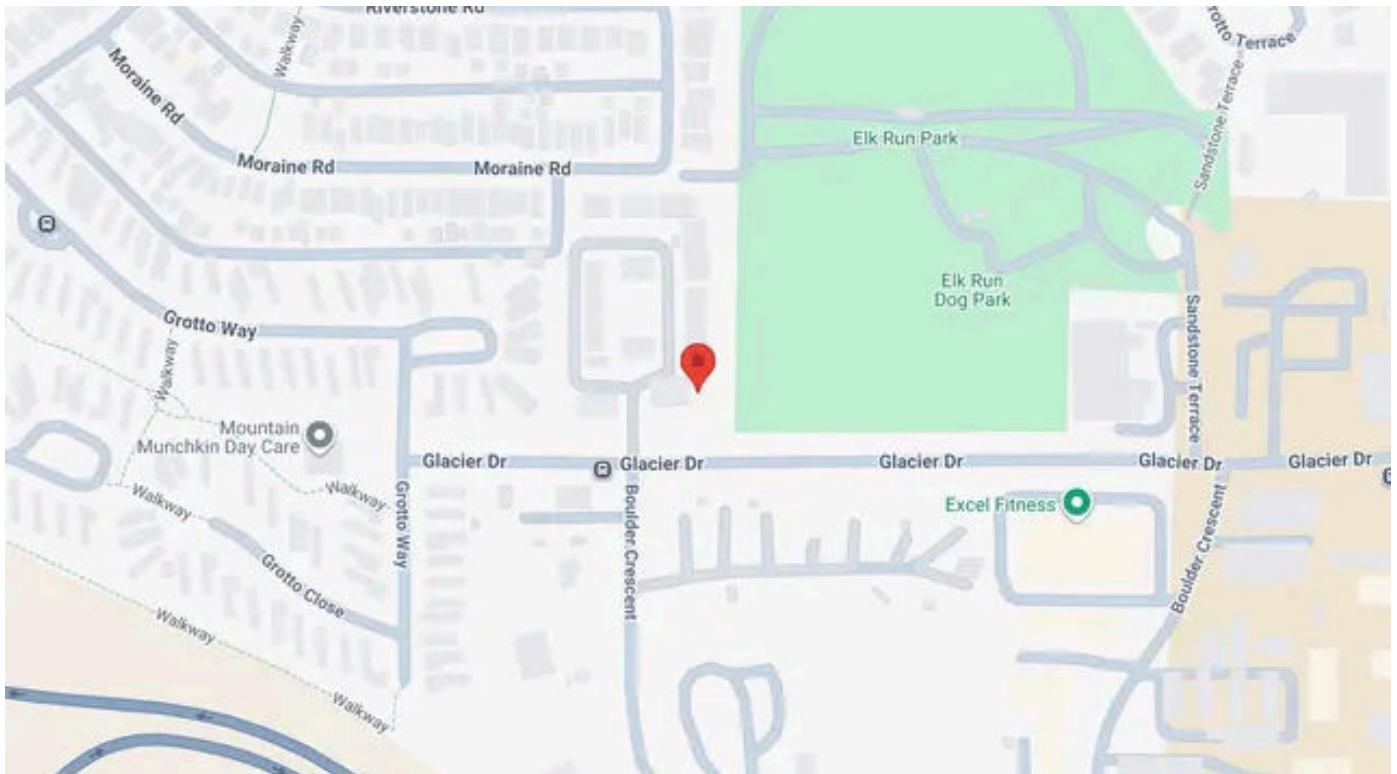 Riverstone Rd
Grotto Terrace
Walkway
Moraine Rd
Sandstone Terrace
Elk Run Park
Moraine Rd
Moraine Rd
Elk Run
Dog Park
Grotto Way
Sandstone Terrace
Walkway
Mountain
Munchkin Day Care
Glacier Dr
Glacier Dr
Glacier Dr
Glacier Dr
Glacier Dr
Walkway
Walkway
Grotto Way
Boulder Crescent
Excel Fitness
Boulder Crescent
Grotto Close
Walkway
Walkway